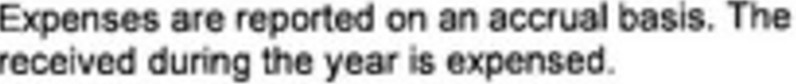 Expenses are reported on an accrual basis. The
received during the year is expensed.